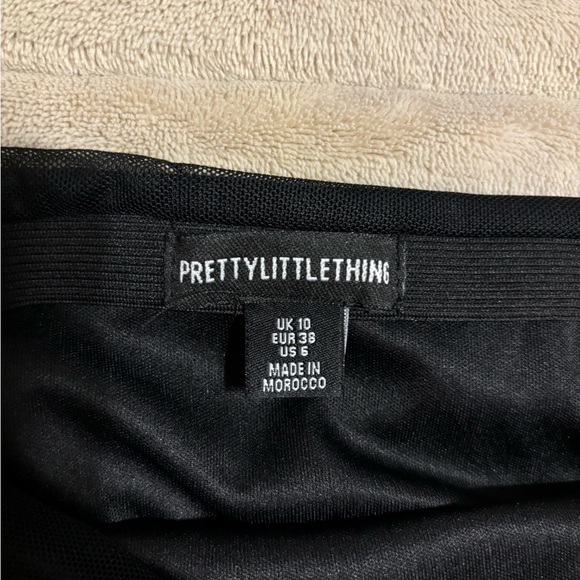 PRETTYLITTLETHING
UK 10
EUR 38
US 6
MADE IN
MOROCCO